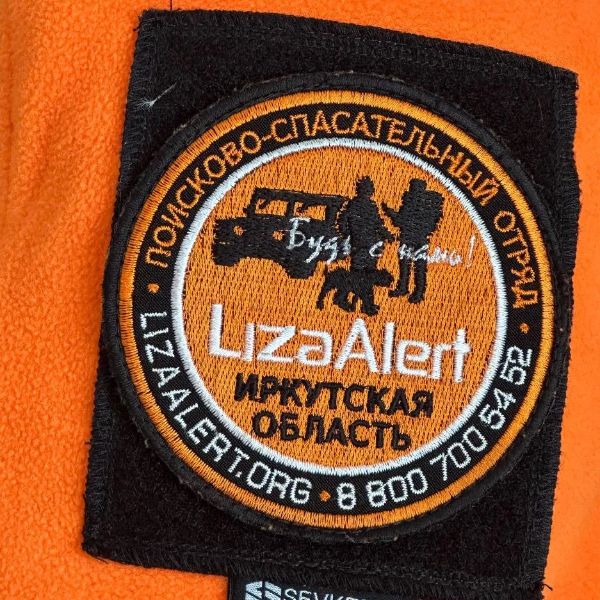 ПОИСКОВО-СПАСАТЕЛЬНЫЙ ОТРЯД
Будь с нами!
LizaAlert
ИРКУТСКАЯ
ОБЛАСТЬ
LIZAALERT.ORG • 8 800 700 54 52